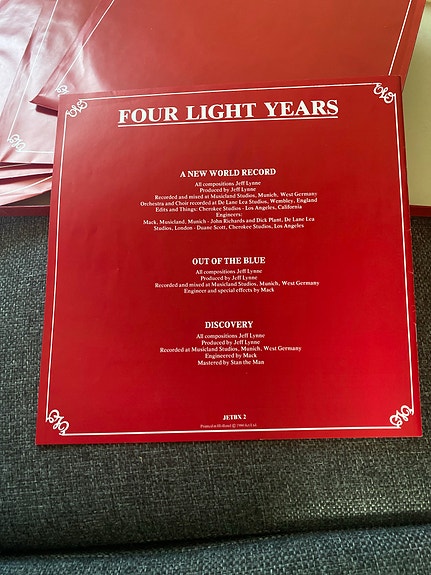 FOUR LIGHT YEARS
A NEW WORLD RECORD
All compositions Jeff Lynne
Produced by Jeff Lynne
Recorded and mixed at Musicland Studios, Munich, West Germany
Orchestra and Choir recorded at De Lane Lea Studios, Wembley, England
Edits and Things: Cherokee Studios - Los Angeles, California
Engineers:
Mack, Musicland, Munich - John Richards and Dick Plant, De Lane Lea
Studios, London - Duane Scott, Cherokee Studios, Los Angeles
OUT OF THE BLUE
All compositions Jeff Lynne
Produced by Jeff Lynne
Recorded and mixed at Musicland Studios, Munich, West Germany
Engineer and special effects by Mack
DISCOVERY
All compositions Jeff Lynne
Produced by Jeff Lynne
Recorded at Musicland Studios, Munich, West Germany
Engineered by Mack
Mastered by Stan the Man
JETBX 2
Printed in Holland © 1980